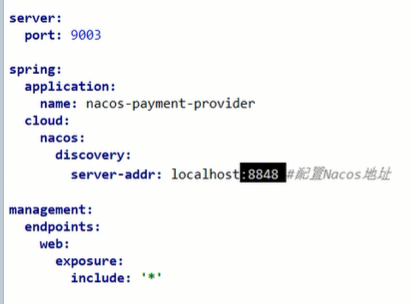 server:
  port: 9003
spring:
  application:
    name: nacos-payment-provider
  cloud:
    nacos:
      discovery:
        server-addr: localhost:8848 #配置Nacos地址
management:
  endpoints:
    web:
      exposure:
        include: '*'